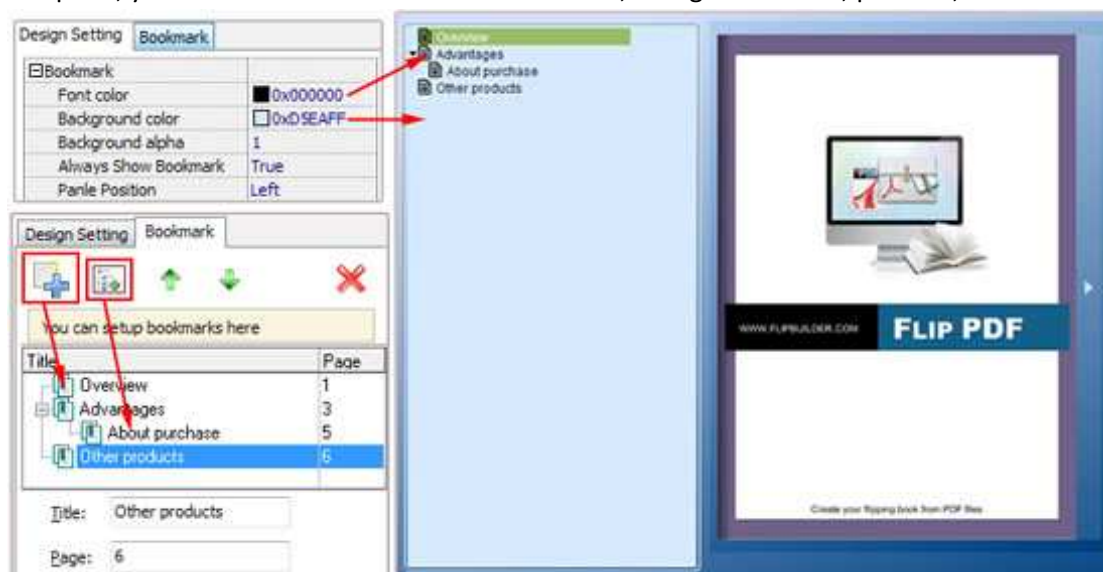 Design Setting Bookmark
Bookmark
Font color 0x000000
Background color 0xD5EAFF
Background alpha 1
Always Show Bookmark True
Panle Position Left
Design Setting Bookmark
You can setup bookmarks here
Title Page
Overview 1
Advantages 3
About purchase 5
Other products 6
Title: Other products
Page: 6
Overview
Advantages
About purchase
Other products
WWW.FLIPBUILDER.COM FLIP PDF
Create your flipping book from PDF files